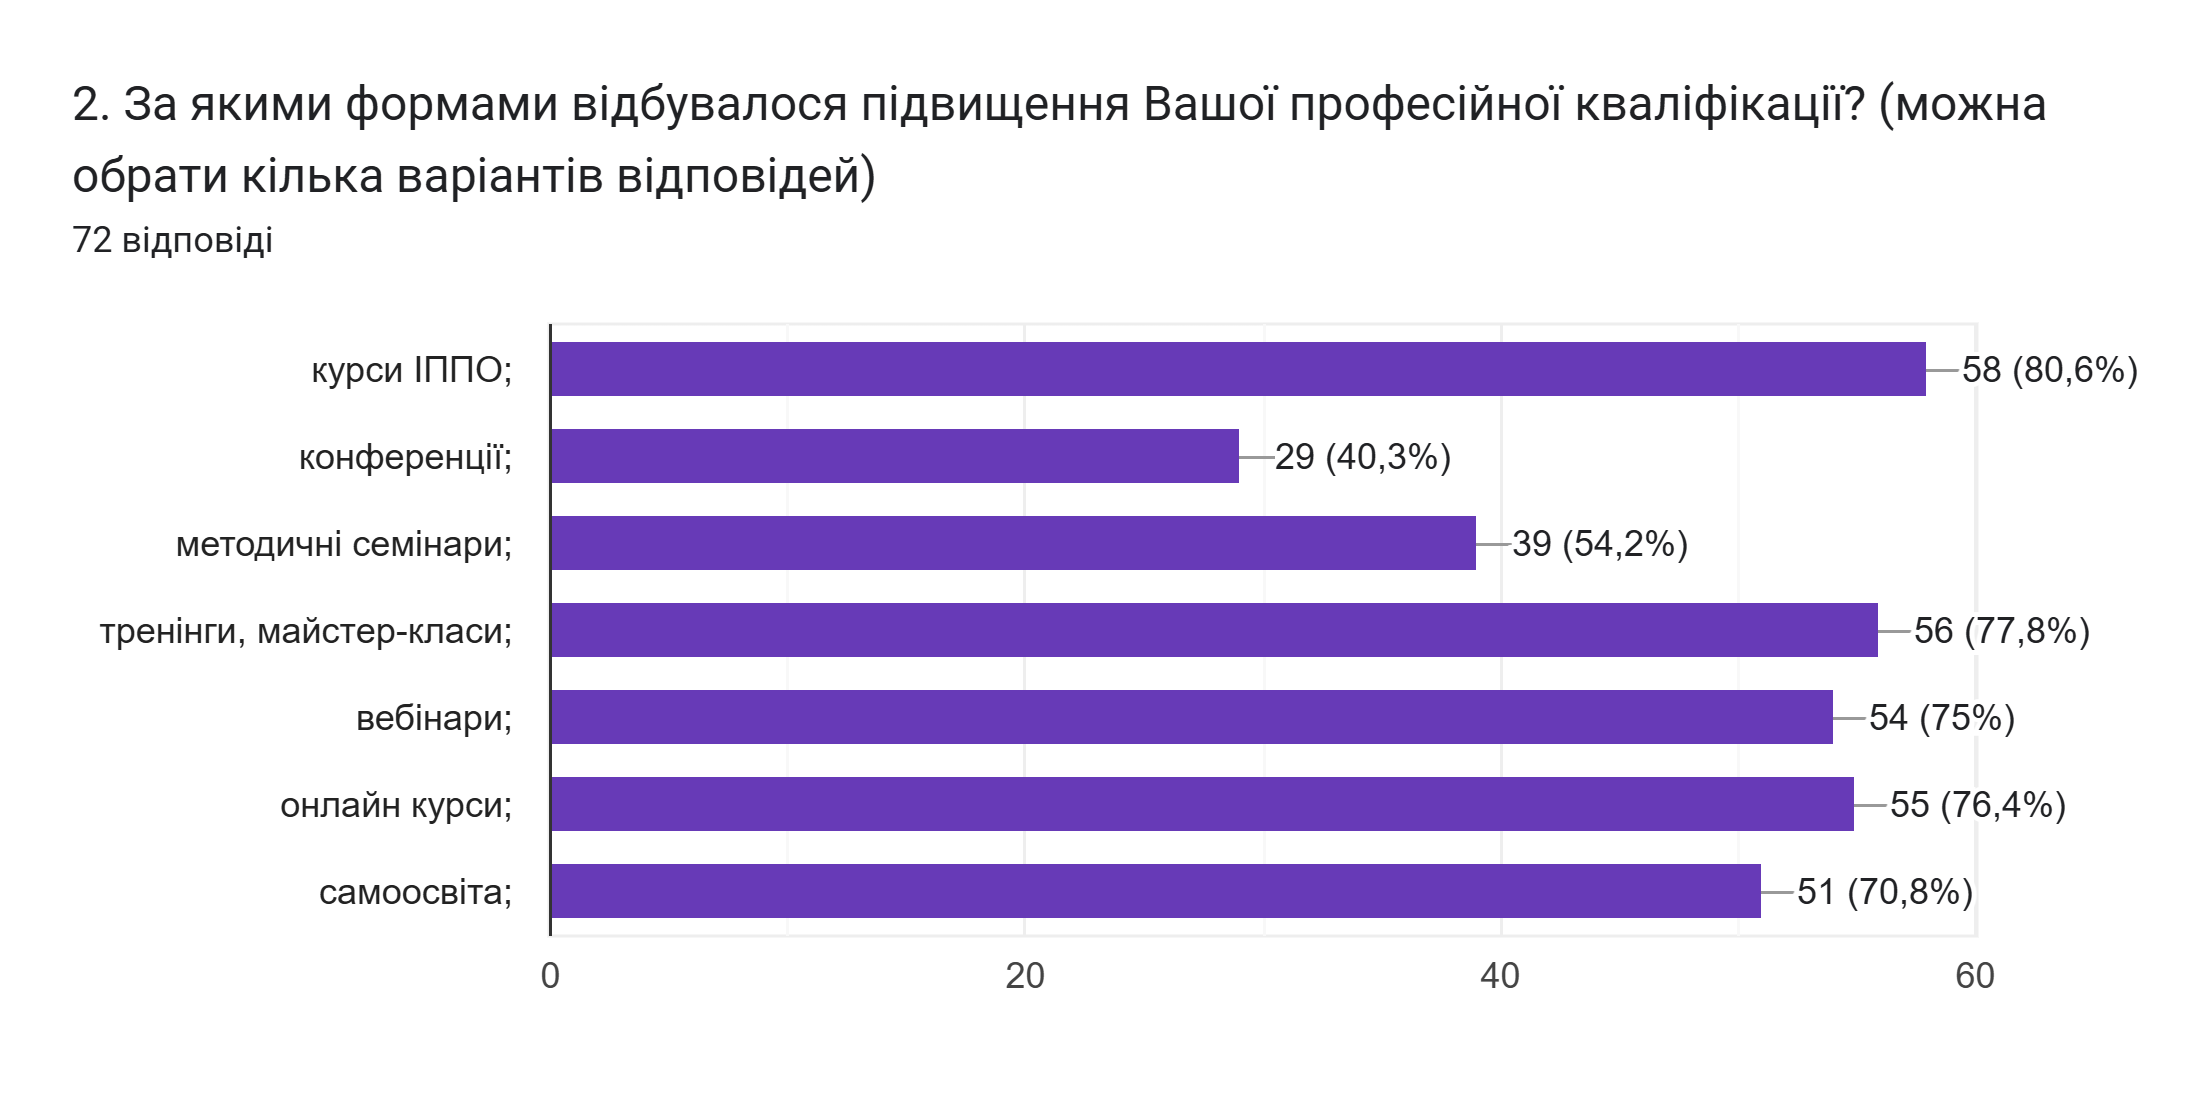 2. За якими формами відбувалося підвищення Вашої професійної кваліфікації? (можна
обрати кілька варіантів відповідей)
72 відповіді
курси ІППО; 58 (80,6%)
конференції; 29 (40,3%)
методичні семінари; 39 (54,2%)
тренінги, майстер-класи; 56 (77,8%)
вебінари; 54 (75%)
онлайн курси; 55 (76,4%)
самоосвіта; 51 (70,8%)
0 20 40 60